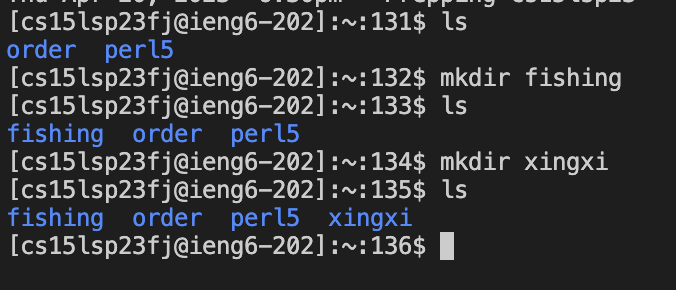 [cs15lsp23fj@ieng6-202]:~:131$ ls
order  perl5
[cs15lsp23fj@ieng6-202]:~:132$ mkdir fishing
[cs15lsp23fj@ieng6-202]:~:133$ ls
fishing  order  perl5
[cs15lsp23fj@ieng6-202]:~:134$ mkdir xingxi
[cs15lsp23fj@ieng6-202]:~:135$ ls
fishing  order  perl5  xingxi
[cs15lsp23fj@ieng6-202]:~:136$